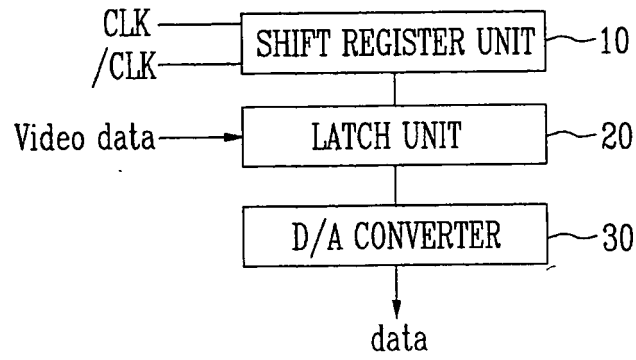 CLK
/CLK
SHIFT REGISTER UNIT
10
Video data
LATCH UNIT
20
D/A CONVERTER
30
data